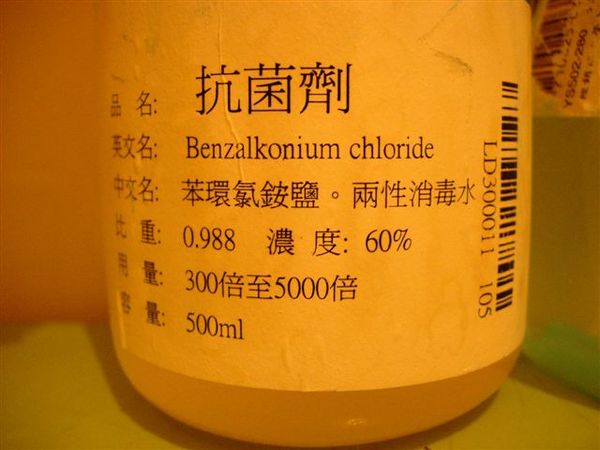 品 名: 抗菌劑
英文名: Benzalkonium chloride
中文名: 苯環氯銨鹽。兩性消毒水
比 重: 0.988 濃 度: 60%
用 量: 300倍至5000倍
容 量: 500ml
LD300011 105
YS502-280